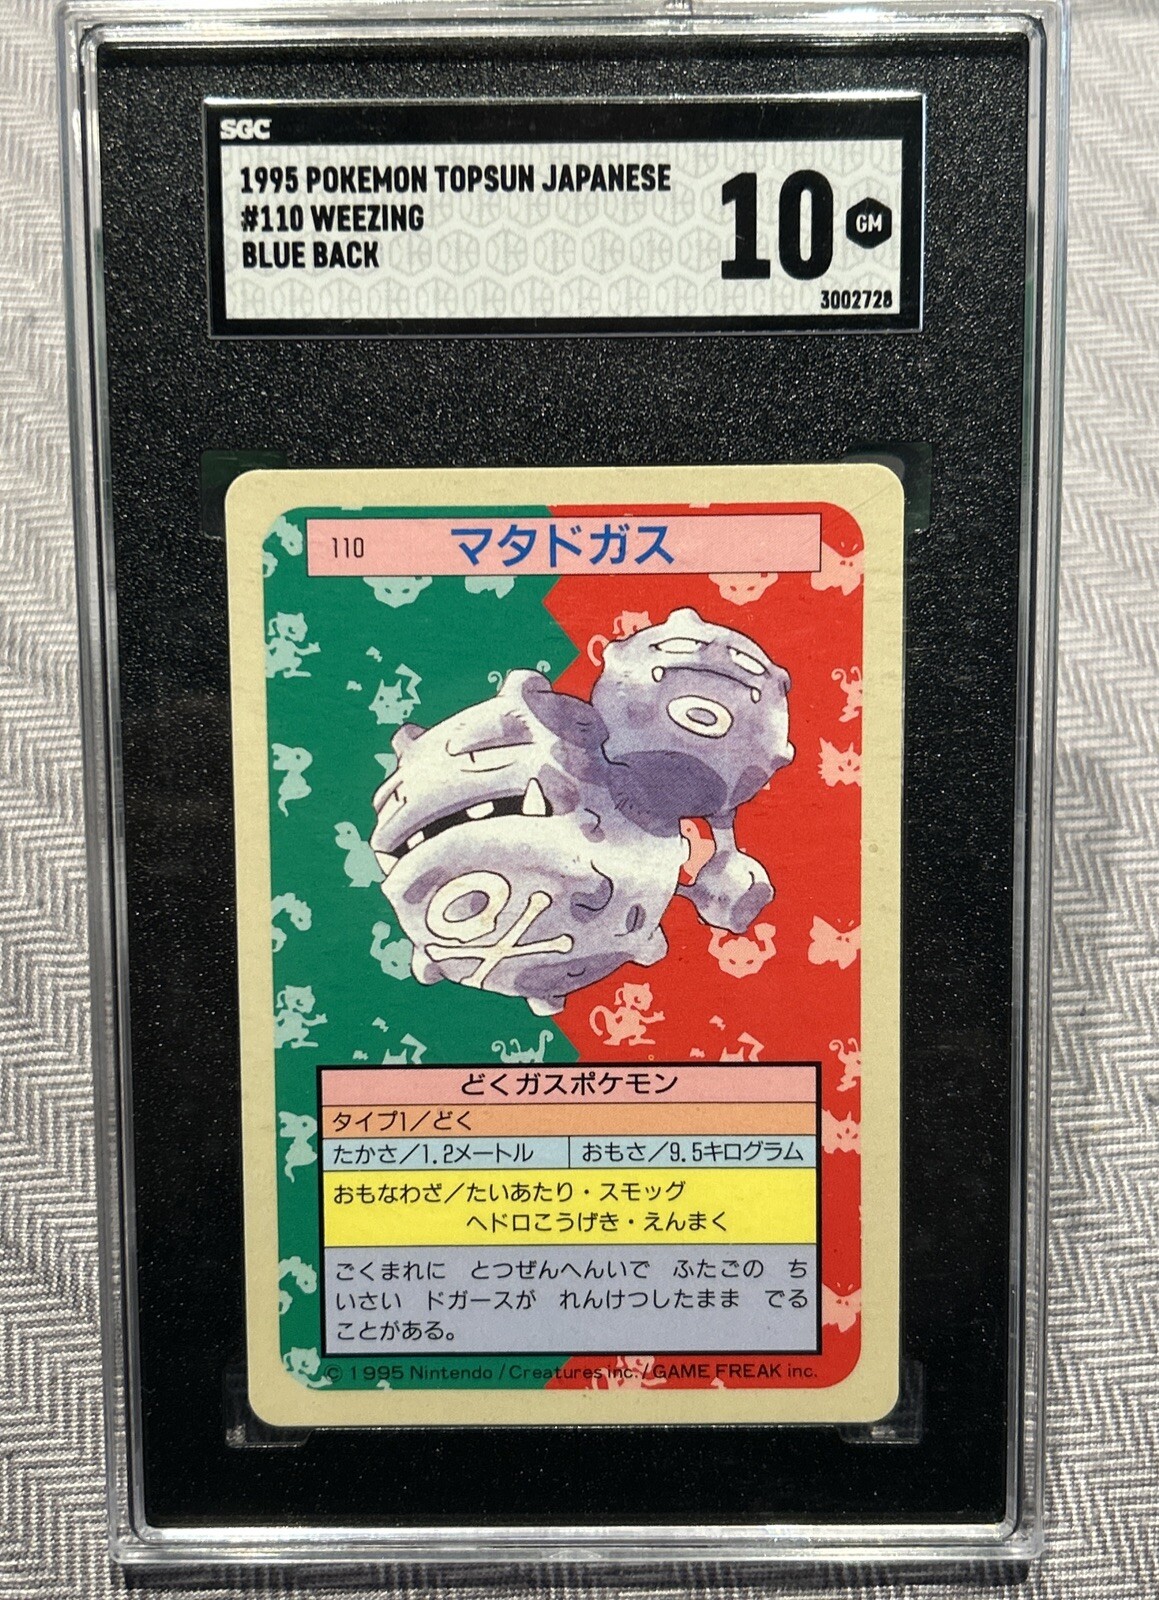 SGC
1995 POKEMON TOPSUN JAPANESE
#110 WEEZING
BLUE BACK
10 GM
3002728
110 マタドガス
どくガスポケモン
タイプ1/どく
たかさ/1.2メートル おもさ/9.5キログラム
おもなわざ/たいあたり・スモッグ
ヘドロこうげき・えんまく
ごくまれに とつぜんへんいで ふたごの ち
いさい ドガースが れんけつしたまま でる
ことがある。
© 1995 Nintendo / Creatures inc. / GAME FREAK inc.